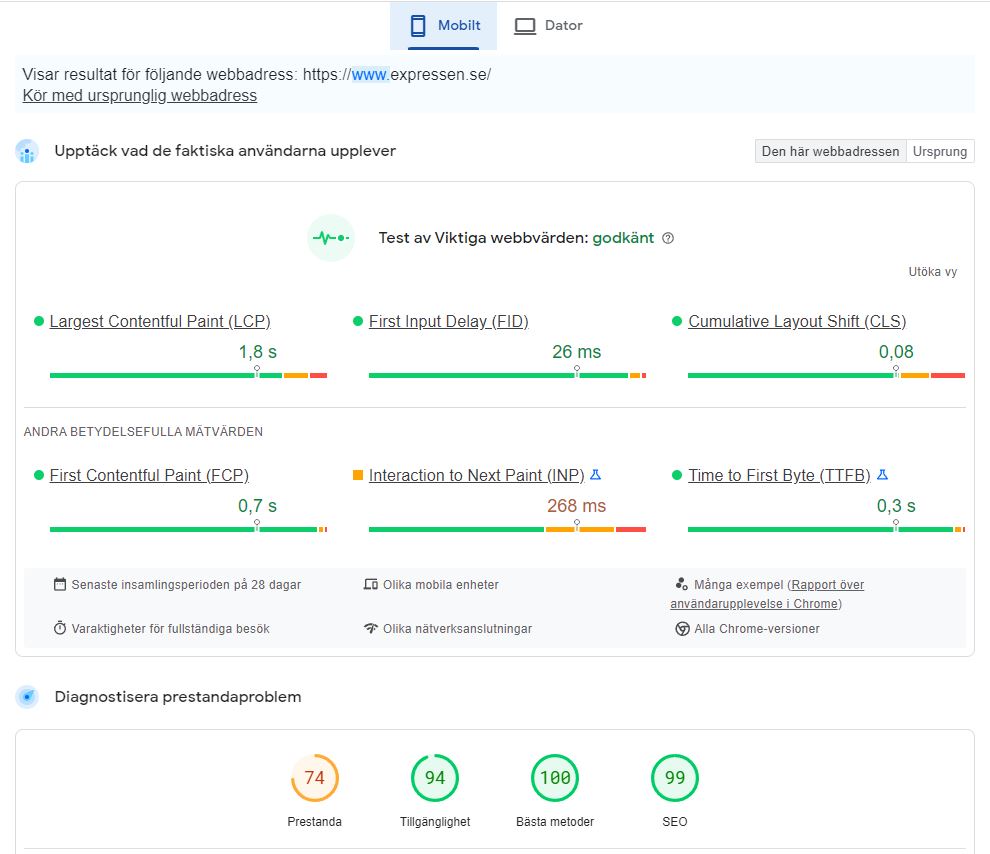 Mobilt Dator
Visar resultat för följande webbadress: https://www.expressen.se/
Kör med ursprunglig webbadress
Upptäck vad de faktiska användarna upplever
Den här webbadressen Ursprung
Test av Viktiga webbvärden: godkänt
Utöka vy
Largest Contentful Paint (LCP) First Input Delay (FID) Cumulative Layout Shift (CLS)
1,8 s 26 ms 0,08
ANDRA BETYDELSEFULLA MÄTVÄRDEN
First Contentful Paint (FCP) Interaction to Next Paint (INP) Time to First Byte (TTFB)
0,7 s 268 ms 0,3 s
Senaste insamlingsperioden på 28 dagar Olika mobila enheter Många exempel (Rapport över
användarupplevelse i Chrome)
Varaktigheter för fullständiga besök Olika nätverksanslutningar Alla Chrome-versioner
Diagnostisera prestandaproblem
74 94 100 99
Prestanda Tillgänglighet Bästa metoder SEO